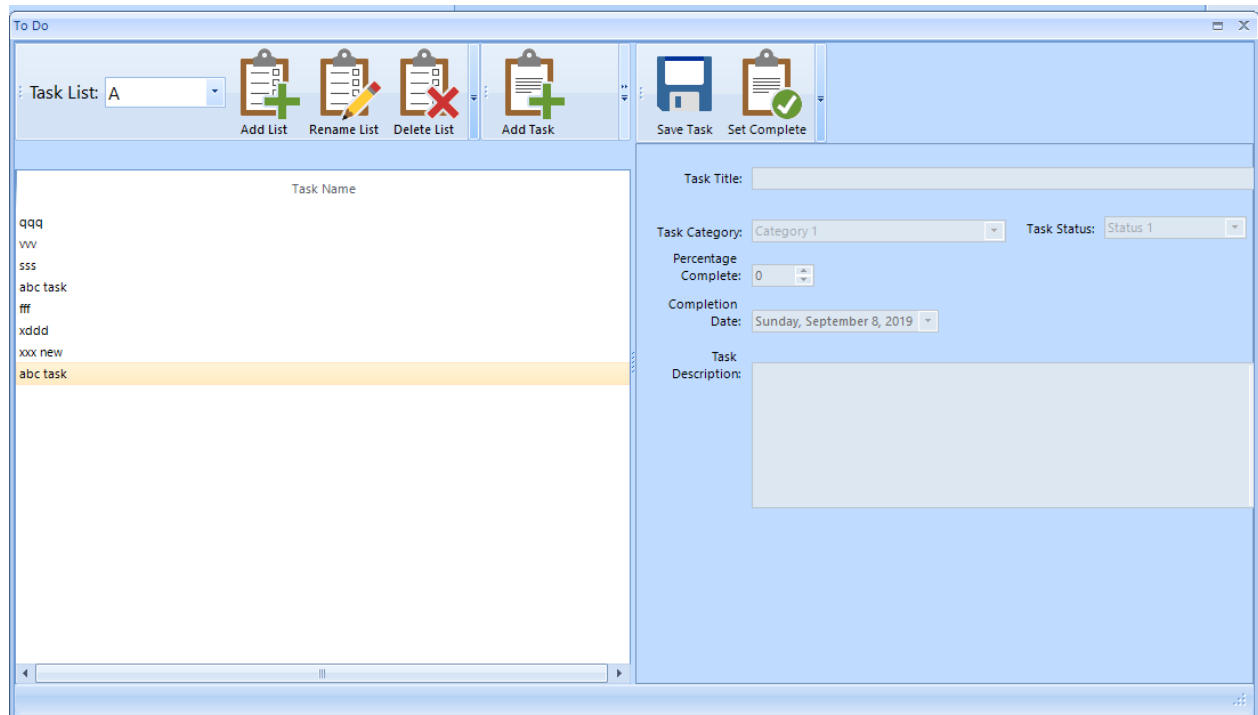 To Do
Task List: A
Add List Rename List Delete List Add Task Save Task Set Complete
Task Name
qqq
vvv
sss
abc task
fff
xddd
xxx new
abc task
Task Title:
Task Category: Category 1 Task Status: Status 1
Percentage
Complete: 0
Completion
Date: Sunday, September 8, 2019
Task
Description: